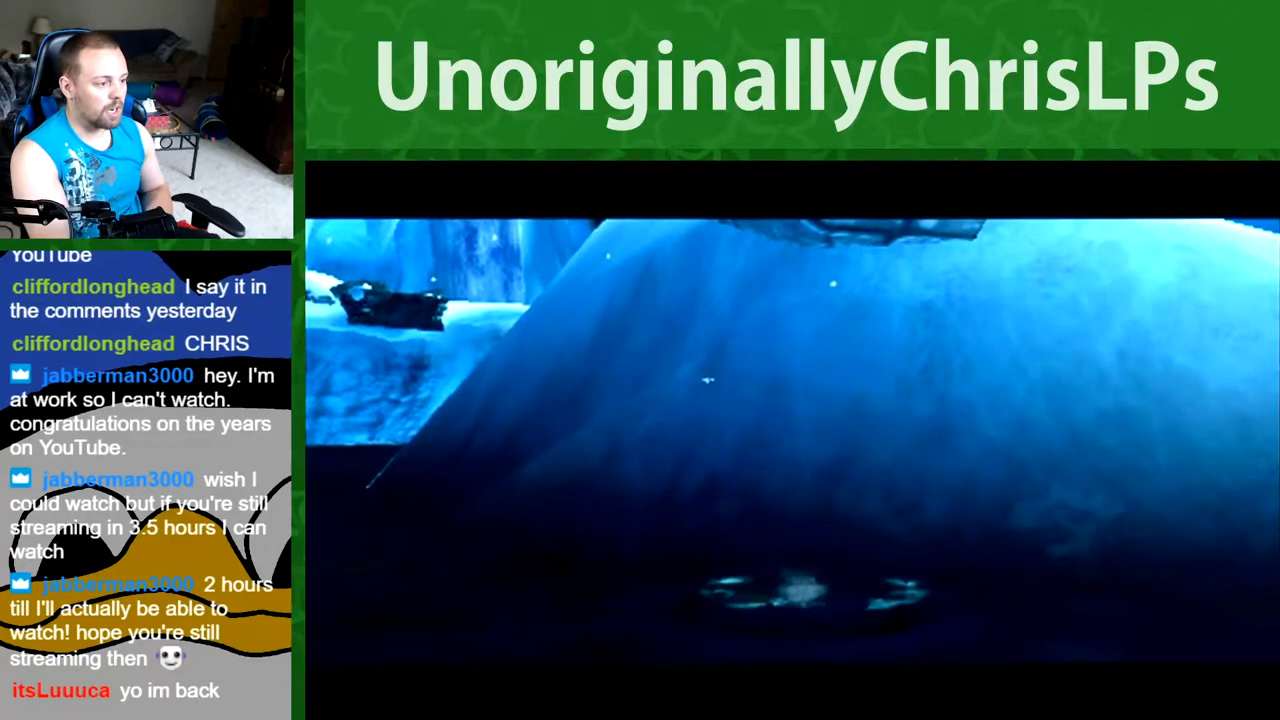 UnoriginallyChrisLPs
YouTube
cliffordlonghead I say it in
the comments yesterday
cliffordlonghead CHRIS
jabberman3000 hey. I'm
at work so I can't watch.
congratulations on the years
on YouTube.
jabberman3000 wish I
could watch but if you're still
streaming in 3.5 hours I can
watch
jabberman3000 2 hours
till I'll actually be able to
watch! hope you're still
streaming then
itsLuuuca yo im back